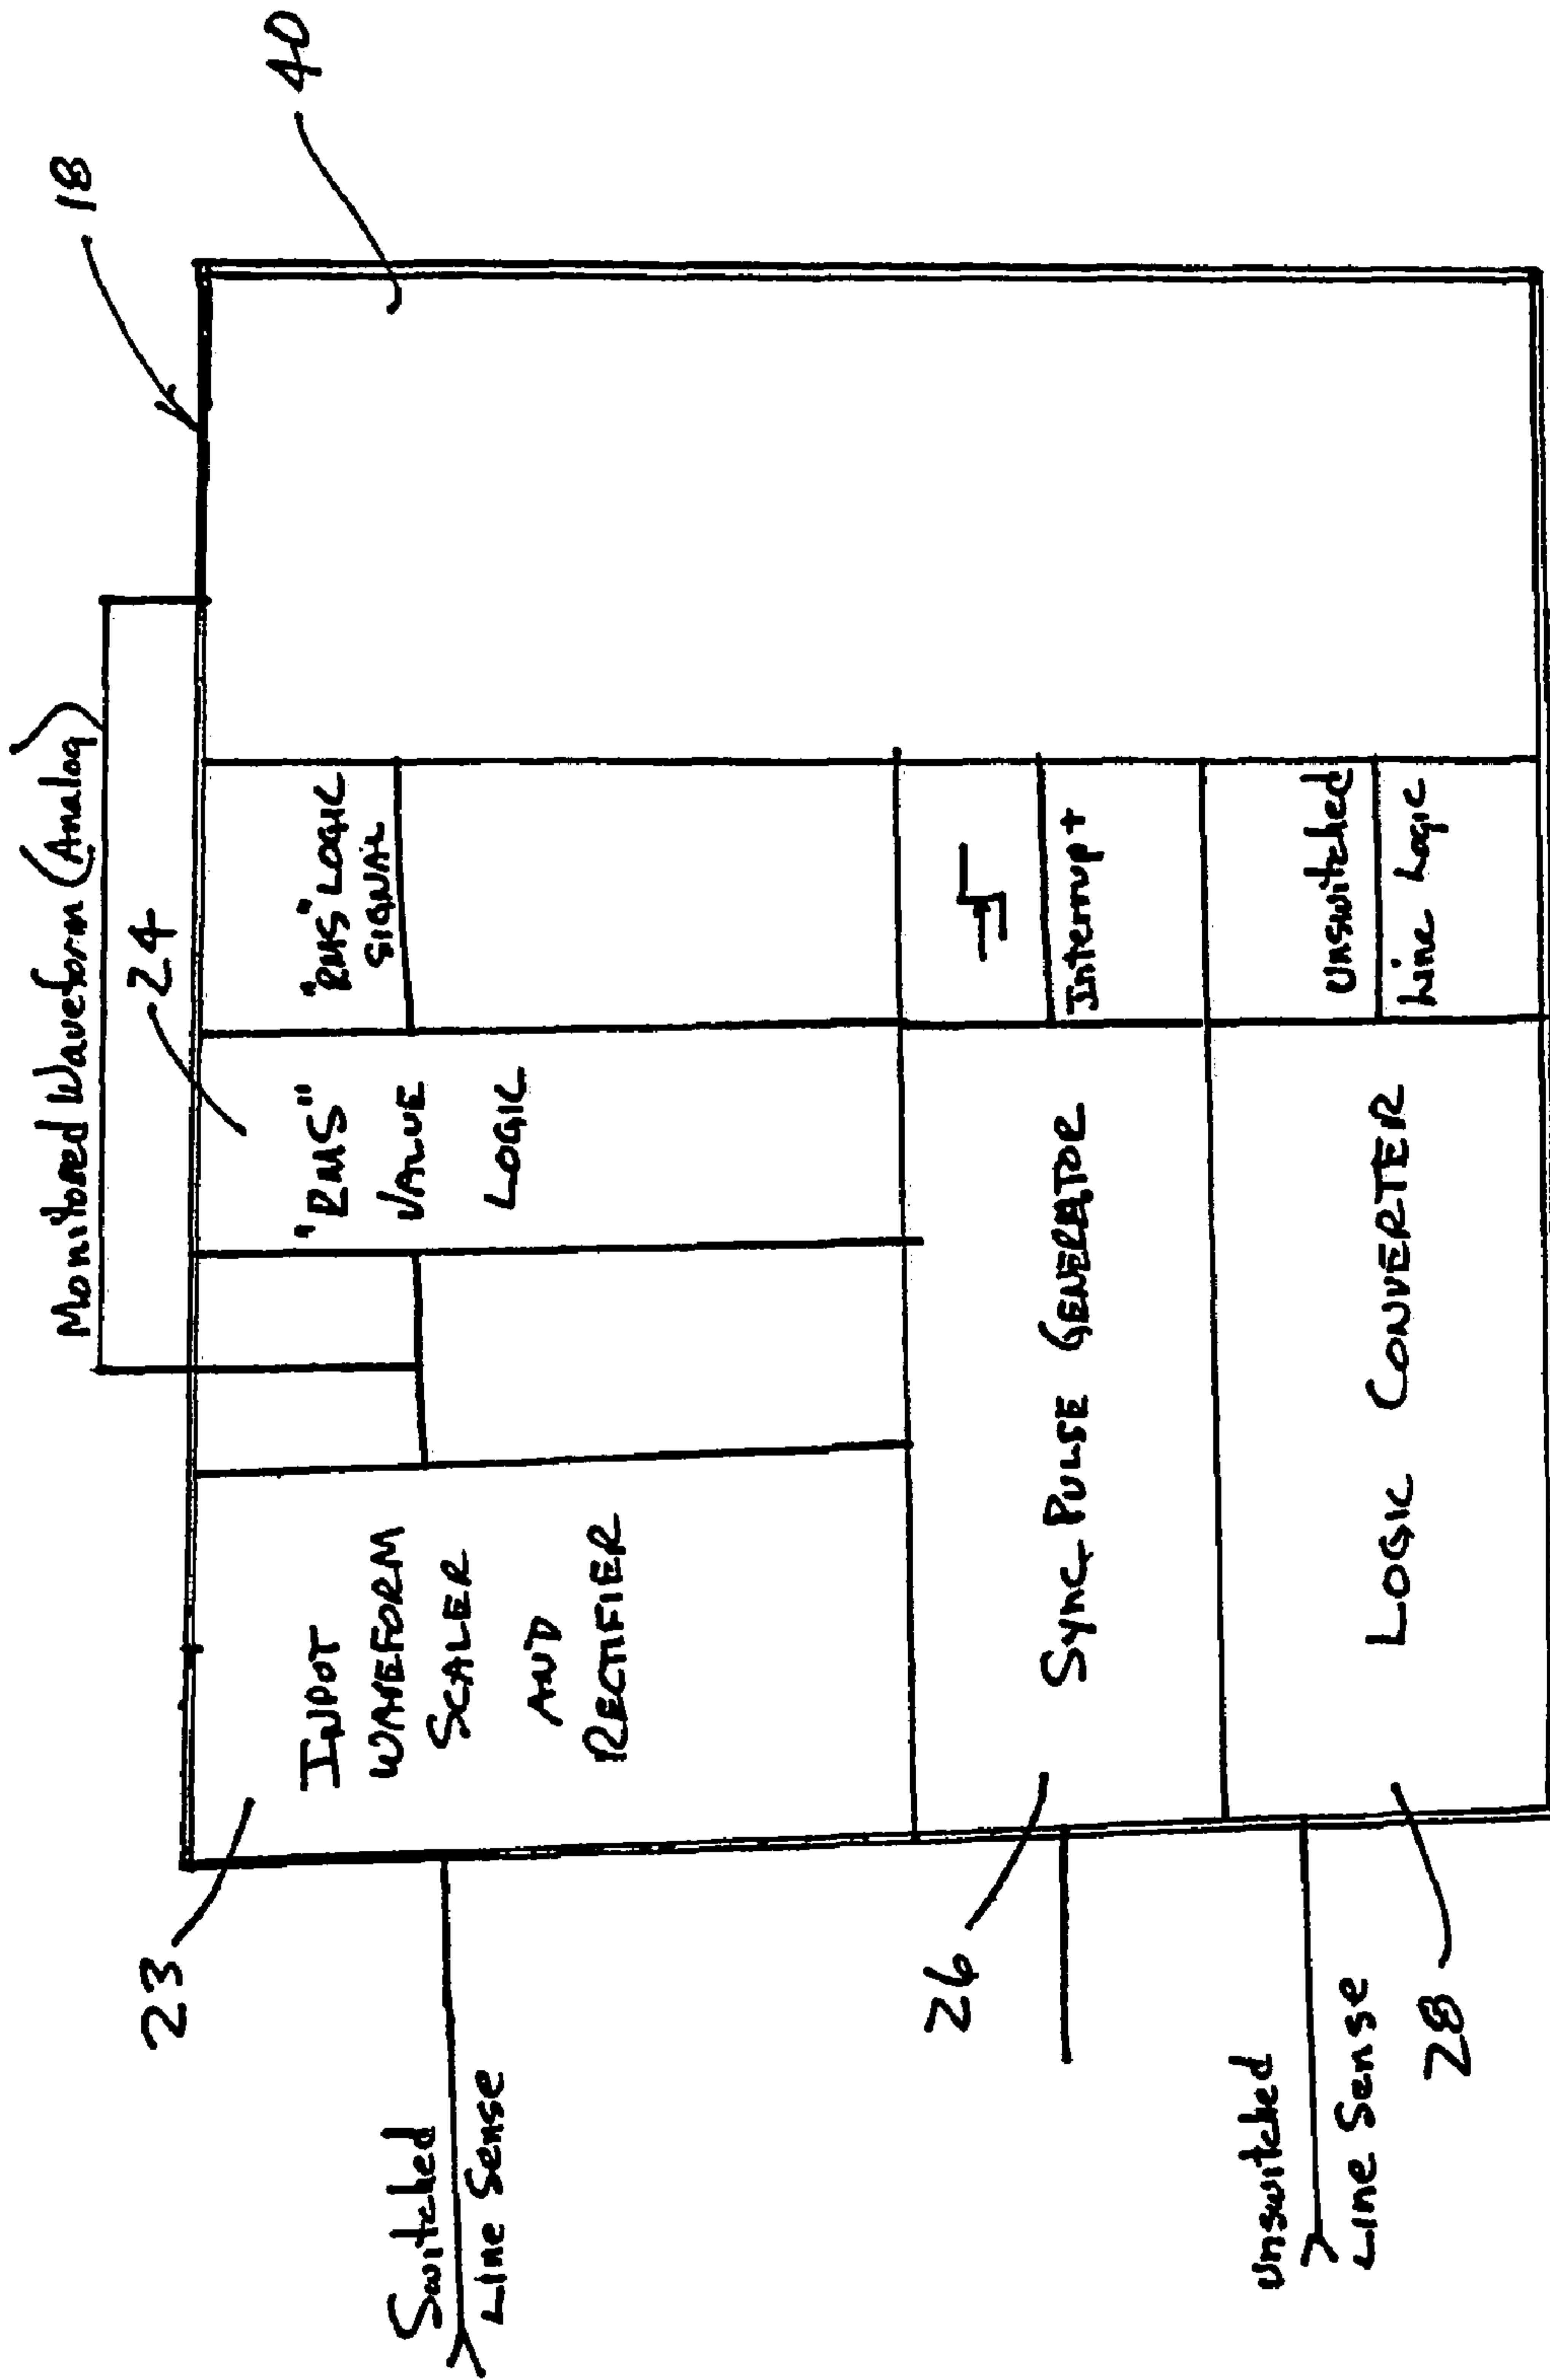 18
40
Monitored Waveform (Analog)
24
23
INPUT
WAVEFORM
SCALER
AND
RECTIFIER
"RMS"
VALUE
LOGIC
"RMS" LOGIC
SIGNAL
Switched
Line Sense
26
Sync Pulse GENERATOR
Interrupt
Unswitched
Line Sense
28
LOGIC CONVERTER
Unswitched
Line Logic